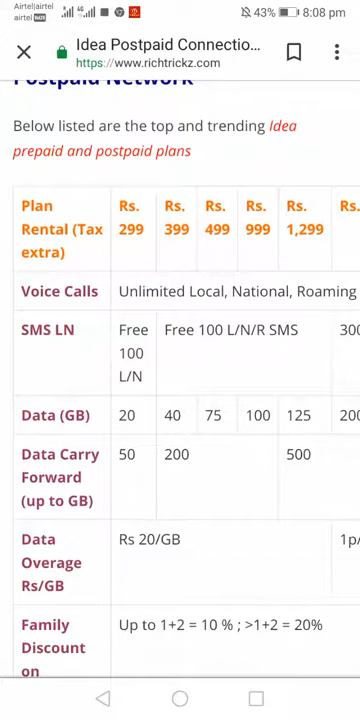 Airtel|airtel
airtel VoLTE
4G
43% 8:08 pm
Idea Postpaid Connectio...
https://www.richtrickz.com
Postpaid Network
Below listed are the top and trending Idea
prepaid and postpaid plans
Plan Rs. Rs. Rs. Rs. Rs. Rs.
Rental (Tax 299 399 499 999 1,299
extra)
Voice Calls Unlimited Local, National, Roaming
SMS LN Free Free 100 L/N/R SMS 300
100
L/N
Data (GB) 20 40 75 100 125 200
Data Carry 50 200 500
Forward
(up to GB)
Data Rs 20/GB 1p/
Overage
Rs/GB
Family Up to 1+2 = 10 % ; >1+2 = 20%
Discount
on